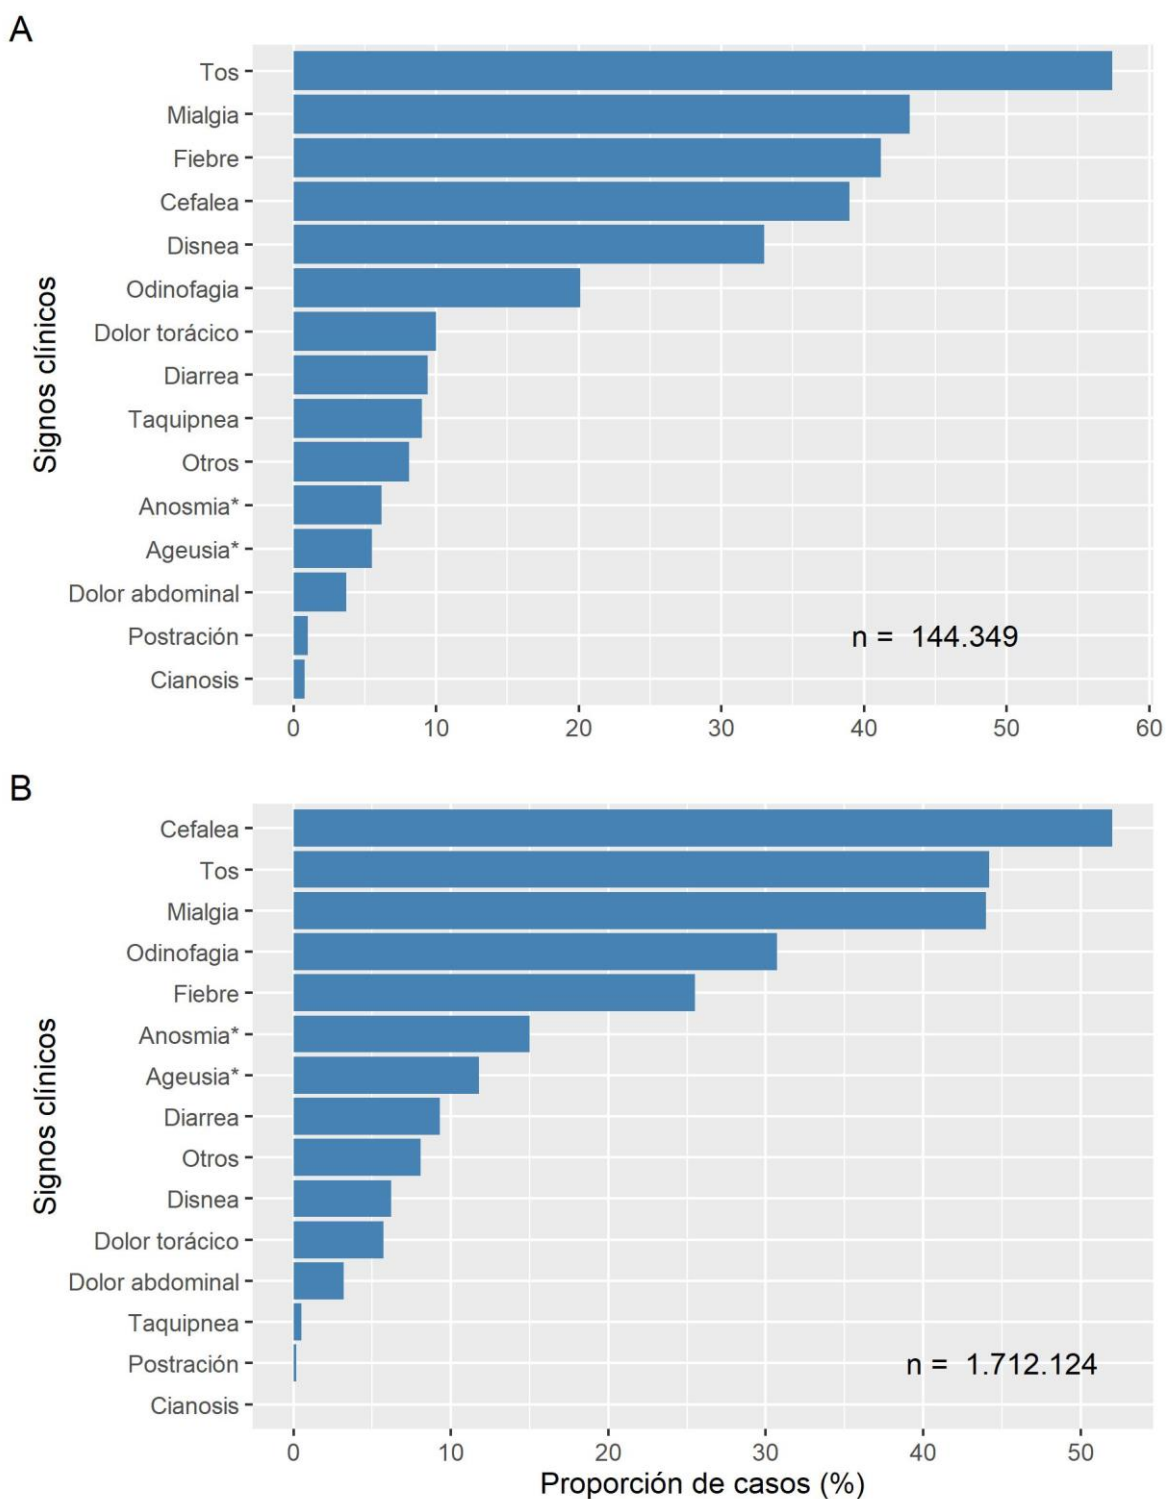 A
Signos clínicos
Tos
Mialgia
Fiebre
Cefalea
Disnea
Odinofagia
Dolor torácico
Diarrea
Taquipnea
Otros
Anosmia*
Ageusia*
Dolor abdominal
Postración
Cianosis
n = 144.349
0 10 20 30 40 50 60
B
Signos clínicos
Cefalea
Tos
Mialgia
Odinofagia
Fiebre
Anosmia*
Ageusia*
Diarrea
Otros
Disnea
Dolor torácico
Dolor abdominal
Taquipnea
Postración
Cianosis
n = 1.712.124
0 10 20 30 40 50
Proporción de casos (%)